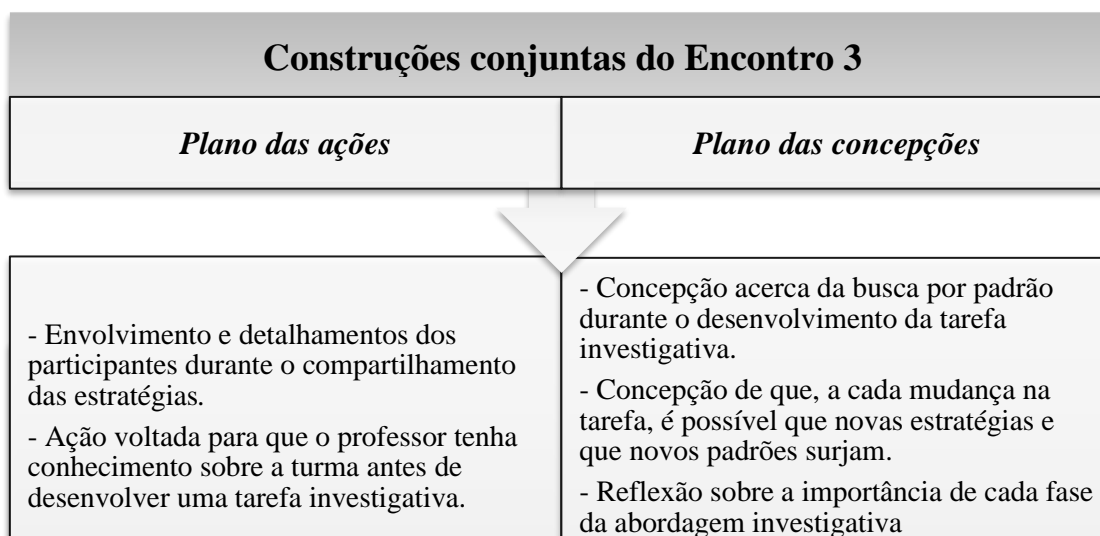 Construções conjuntas do Encontro 3
Plano das ações
Plano das concepções
- Envolvimento e detalhamentos dos
participantes durante o compartilhamento
das estratégias.
- Ação voltada para que o professor tenha
conhecimento sobre a turma antes de
desenvolver uma tarefa investigativa.
- Concepção acerca da busca por padrão
durante o desenvolvimento da tarefa
investigativa.
- Concepção de que, a cada mudança na
tarefa, é possível que novas estratégias e
que novos padrões surjam.
- Reflexão sobre a importância de cada fase
da abordagem investigativa